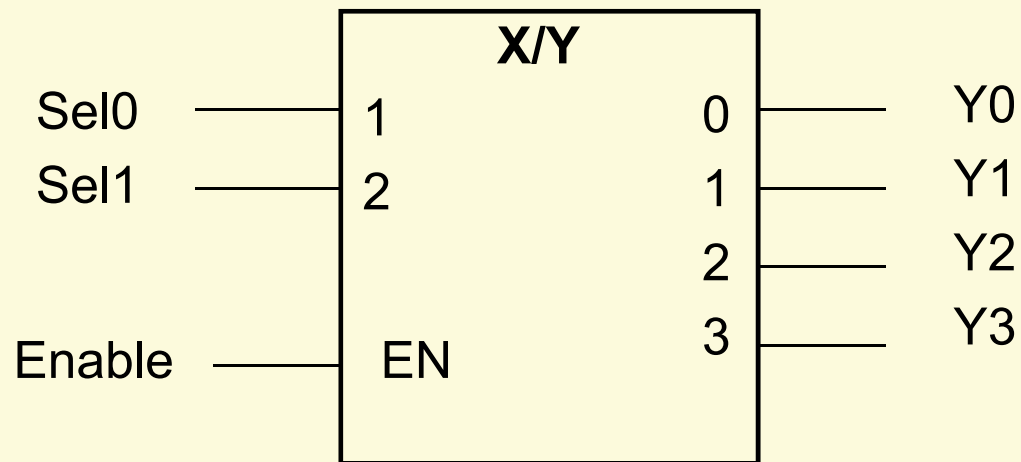 X/Y
Sel0 1 0 Y0
Sel1 2 1 Y1
2 Y2
3 Y3
Enable EN